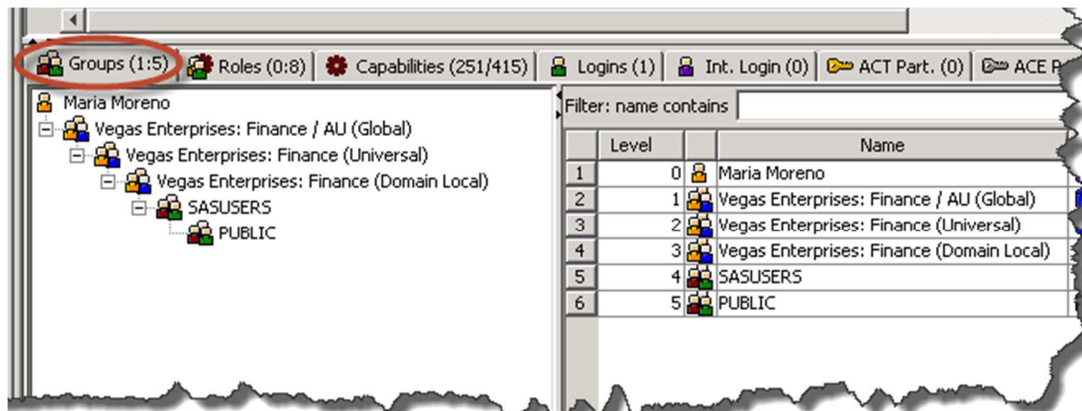 Groups (1:5) Roles (0:8) Capabilities (251/415) Logins (1) Int. Login (0) ACT Part. (0) ACE
Maria Moreno
Vegas Enterprises: Finance / AU (Global)
Vegas Enterprises: Finance (Universal)
Vegas Enterprises: Finance (Domain Local)
SASUSERS
PUBLIC
Filter: name contains
Level Name
1 0 Maria Moreno
2 1 Vegas Enterprises: Finance / AU (Global)
3 2 Vegas Enterprises: Finance (Universal)
4 3 Vegas Enterprises: Finance (Domain Local)
5 4 SASUSERS
6 5 PUBLIC